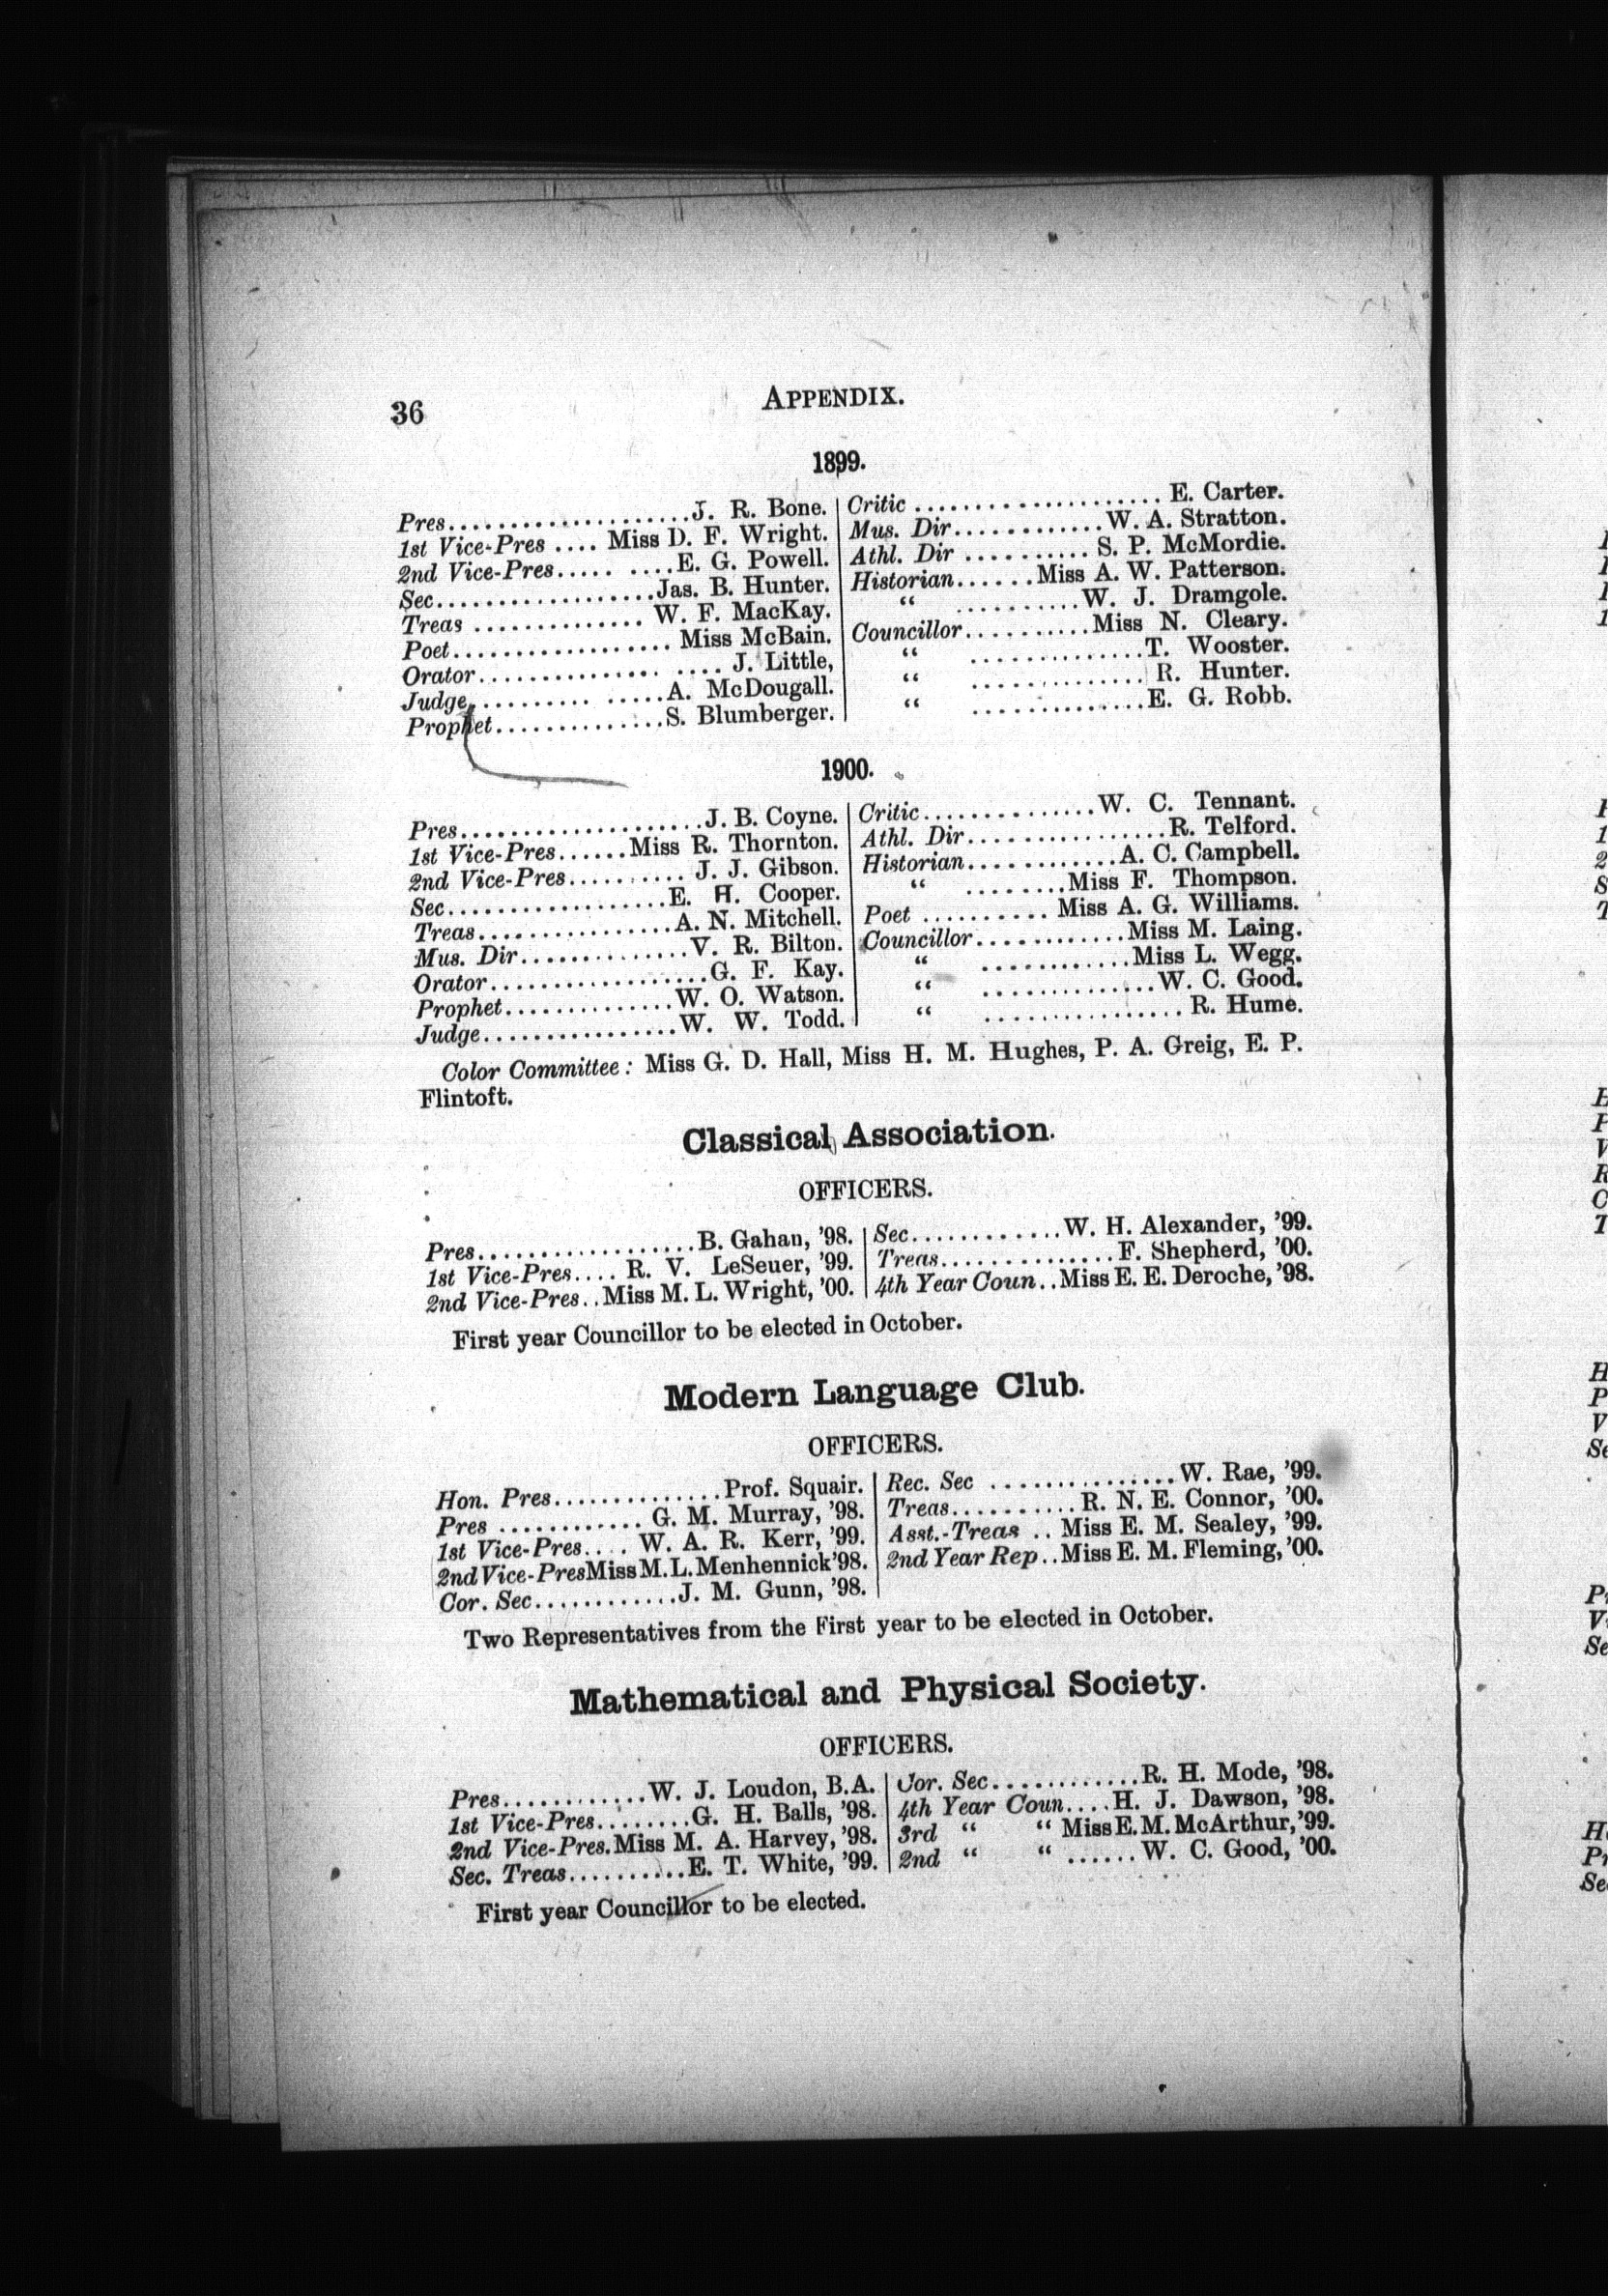 36
APPENDIX.
1899.
Pres....................J. R. Bone.
1st Vice-Pres .... Miss D. F. Wright.
2nd Vice-Pres..... ....E. G. Powell.
Sec..................Jas. B. Hunter.
Treas .............. W. F. MacKay.
Poet.................. Miss McBain.
Orator............... .... J. Little,
Judge.......... .....A. McDougall.
Prophet..............S. Blumberger.
Critic .................... E. Carter.
Mus. Dir............W. A. Stratton.
Athl. Dir .......... S. P. McMordie.
Historian......Miss A. W. Patterson.
“ ..........W. J. Dramgole.
Councillor..........Miss N. Cleary.
“ ..............T. Wooster.
“ .............. R. Hunter.
“ ..............E. G. Robb.
1900.
Pres....................J. B. Coyne.
1st Vice-Pres......Miss R. Thornton.
2nd Vice-Pres.......... J. J. Gibson.
Sec..................E. H. Cooper.
Treas................A. N. Mitchell.
Mus. Dir..............V. R. Bilton.
Orator..................G. F. Kay.
Prophet..............W. O. Watson.
Judge................W. W. Todd.
Critic..............W. C. Tennant.
Athl. Dir................R. Telford.
Historian............A. C. Campbell.
“ ........Miss F. Thompson.
Poet .......... Miss A. G. Williams.
Councillor............Miss M. Laing.
“ ............Miss L. Wegg.
“ ..............W. C. Good.
“ ................ R. Hume.
Color Committee: Miss G. D. Hall, Miss H. M. Hughes, P. A. Greig, E. P.
Flintoft.
Classical Association.
OFFICERS.
Pres..................B. Gahan, ’98.
1st Vice-Pres.... R. V. LeSeuer, ’99.
2nd Vice-Pres..Miss M. L. Wright, ’00.
Sec............W. H. Alexander, ’99.
Treas..............F. Shepherd, ’00.
4th Year Coun..Miss E. E. Deroche, ’98.
First year Councillor to be elected in October.
Modern Language Club.
OFFICERS.
Hon. Pres..............Prof. Squair.
Pres ............ G. M. Murray, ’98.
1st Vice-Pres.... W. A. R. Kerr, ’99.
2nd Vice-Pres Miss M. L. Menhennick ’98.
Cor. Sec............J. M. Gunn, ’98.
Rec. Sec ...............W. Rae, ’99.
Treas..........R. N. E. Connor, ’00.
Asst.-Treas .. Miss E. M. Sealey, ’99.
2nd Year Rep..Miss E. M. Fleming, ’00.
Two Representatives from the First year to be elected in October.
Mathematical and Physical Society.
OFFICERS.
Pres............W. J. Loudon, B.A.
1st Vice-Pres........G. H. Balls, ’98.
2nd Vice-Pres.Miss M. A. Harvey, ’98.
Sec. Treas..........E. T. White, ’99.
Cor. Sec............R. H. Mode, ’98.
4th Year Coun....H. J. Dawson, ’98.
3rd “ “ Miss E. M. McArthur, ’99.
2nd “ “ ......W. C. Good, ’00.
First year Councillor to be elected.